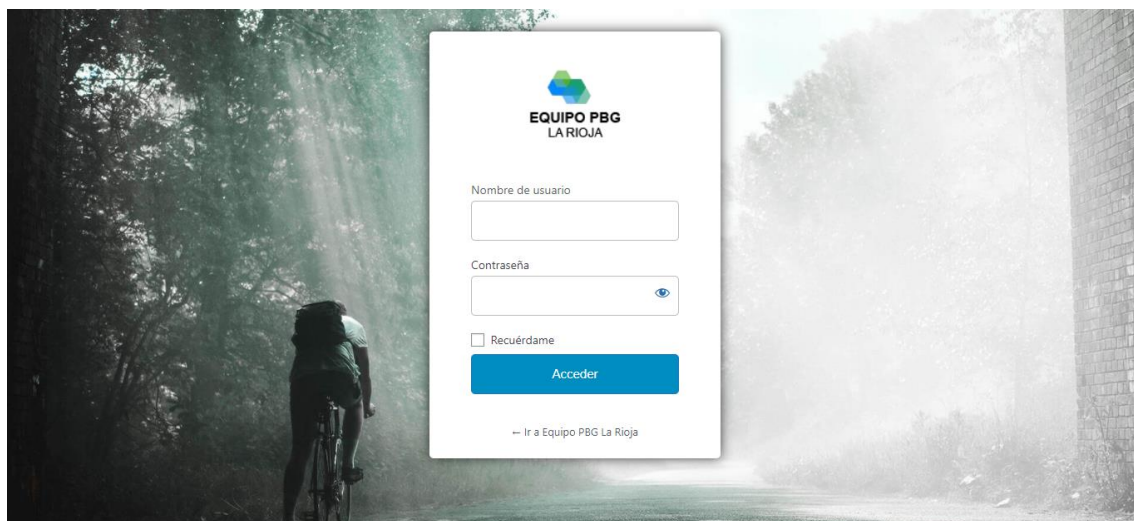 EQUIPO PBG
LA RIOJA
Nombre de usuario
Contraseña
Recuérdame
Acceder
← Ir a Equipo PBG La Rioja